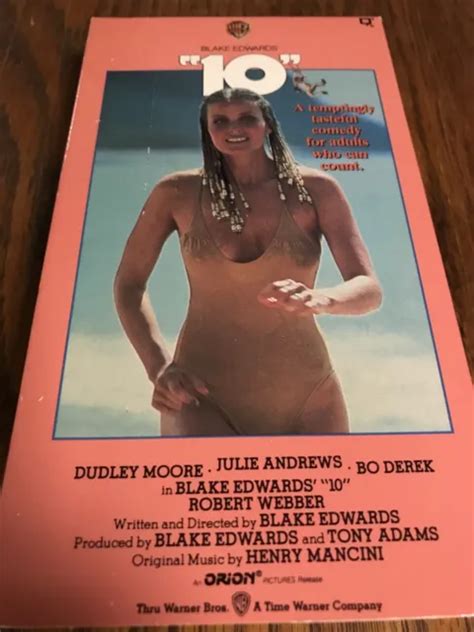 BLAKE EDWARDS'
"10"
A temptingly
tasteful
comedy
for adults
who can
count.
DUDLEY MOORE . JULIE ANDREWS . BO DEREK
in BLAKE EDWARDS' "10"
ROBERT WEBBER
Written and Directed by BLAKE EDWARDS
Produced by BLAKE EDWARDS and TONY ADAMS
Original Music by HENRY MANCINI
An ORION® PICTURES Release
Thru Warner Bros. A Time Warner Company